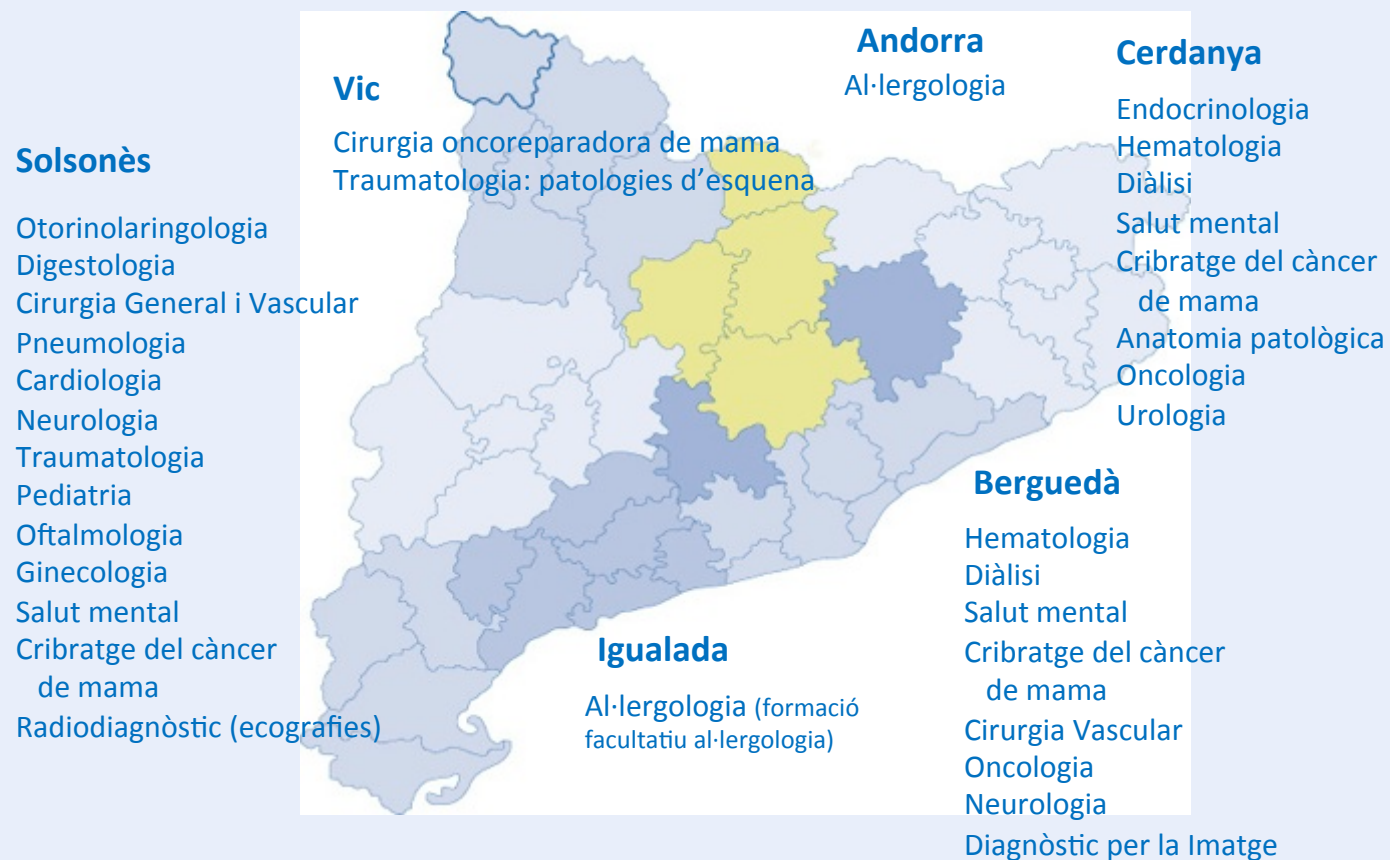 Solsonès
Otorinolaringologia
Digestologia
Cirurgia General i Vascular
Pneumologia
Cardiologia
Neurologia
Traumatologia
Pediatria
Oftalmologia
Ginecologia
Salut mental
Cribratge del càncer
de mama
Radiodiagnòstic (ecografies)
Vic
Cirurgia oncoreparadora de mama
Traumatologia: patologies d’esquena
Andorra
Al·lergologia
Cerdanya
Endocrinologia
Hematologia
Diàlisi
Salut mental
Cribratge del càncer
de mama
Anatomia patològica
Oncologia
Urologia
Igualada
Al·lergologia (formació
facultatiu al·lergologia)
Berguedà
Hematologia
Diàlisi
Salut mental
Cribratge del càncer
de mama
Cirurgia Vascular
Oncologia
Neurologia
Diagnòstic per la Imatge